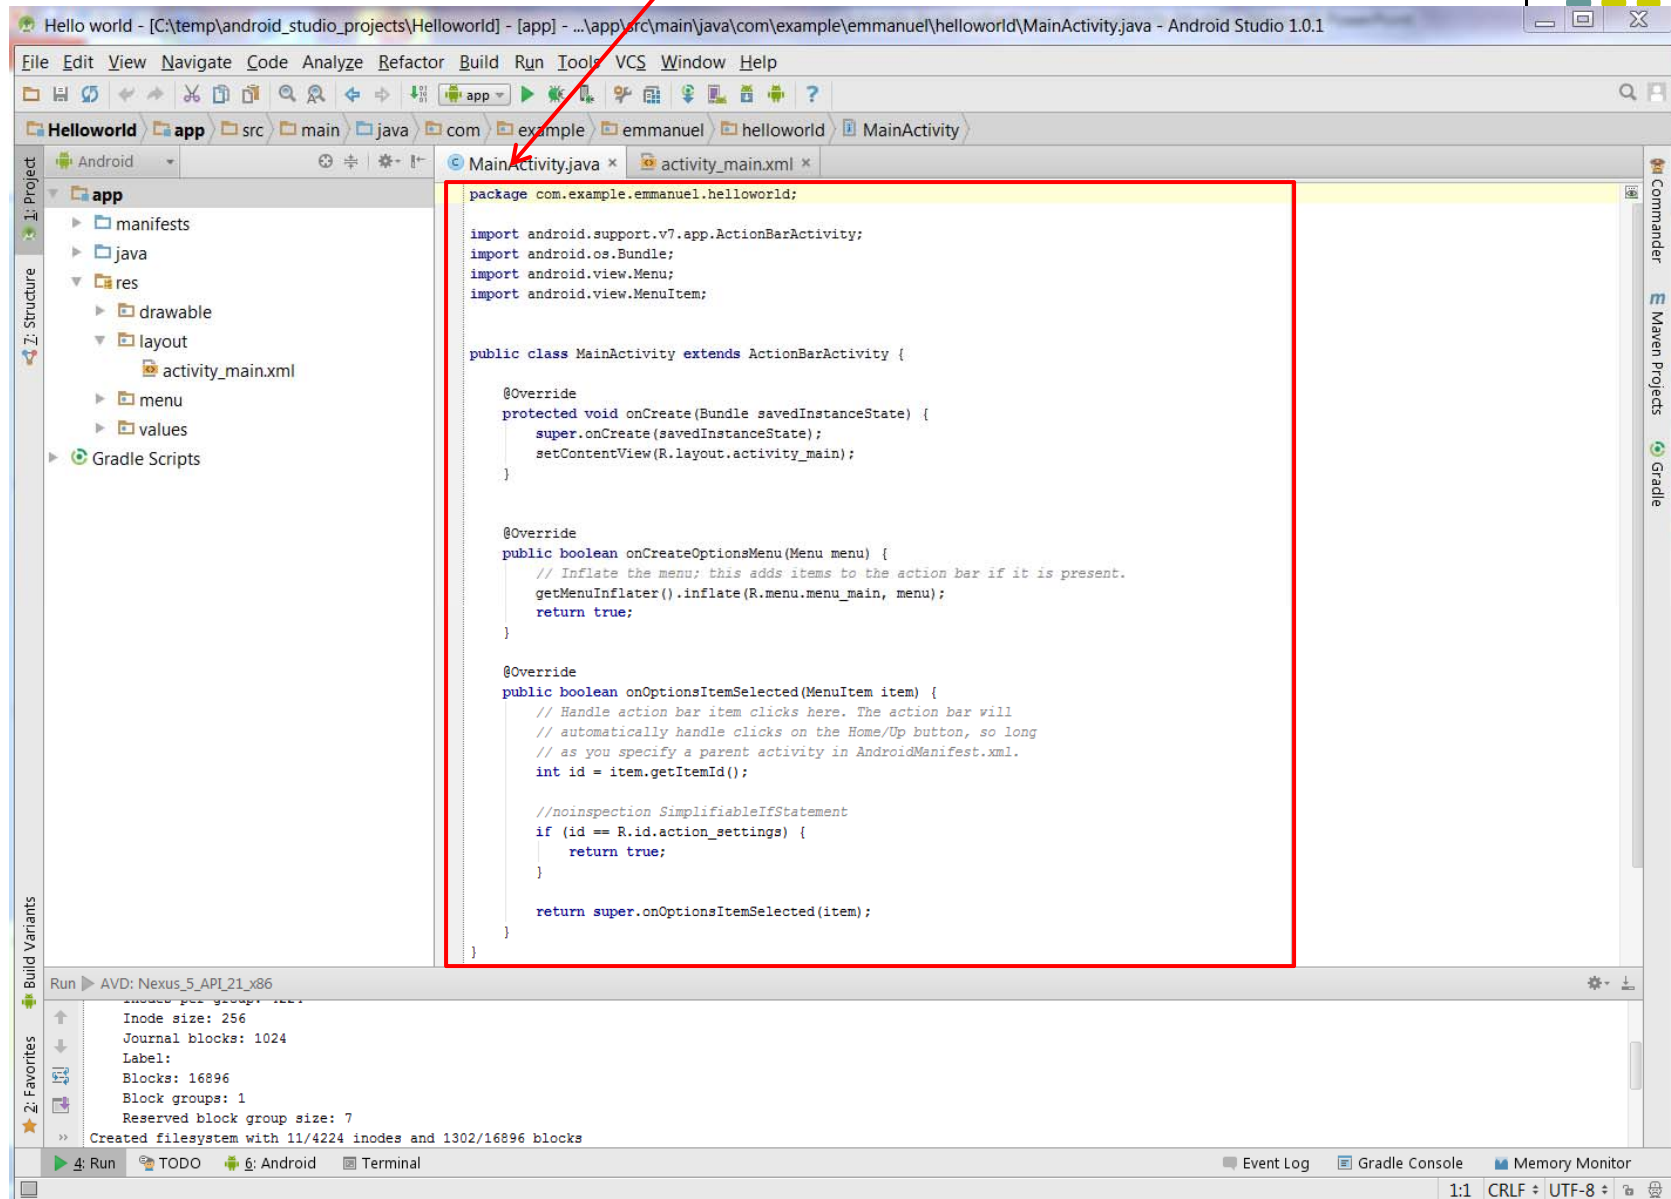 Hello world - [C:\temp\android_studio_projects\Helloworld] - [app] - ...\app\src\main\java\com\example\emmanuel\helloworld\MainActivity.java - Android Studio 1.0.1
File Edit View Navigate Code Analyze Refactor Build Run Tools VCS Window Help
app
Helloworld app src main java com example emmanuel helloworld MainActivity
1: Project
7: Structure
Build Variants
2: Favorites
Android
app
manifests
java
res
drawable
layout
activity_main.xml
menu
values
Gradle Scripts
MainActivity.java × activity_main.xml ×
package com.example.emmanuel.helloworld;
import android.support.v7.app.ActionBarActivity;
import android.os.Bundle;
import android.view.Menu;
import android.view.MenuItem;
public class MainActivity extends ActionBarActivity {
@Override
protected void onCreate(Bundle savedInstanceState) {
super.onCreate(savedInstanceState);
setContentView(R.layout.activity_main);
}
@Override
public boolean onCreateOptionsMenu(Menu menu) {
// Inflate the menu; this adds items to the action bar if it is present.
getMenuInflater().inflate(R.menu.menu_main, menu);
return true;
}
@Override
public boolean onOptionsItemSelected(MenuItem item) {
// Handle action bar item clicks here. The action bar will
// automatically handle clicks on the Home/Up button, so long
// as you specify a parent activity in AndroidManifest.xml.
int id = item.getItemId();
//noinspection SimplifiableIfStatement
if (id == R.id.action_settings) {
return true;
}
return super.onOptionsItemSelected(item);
}
}
Commander
m Maven Projects
Gradle
Run AVD: Nexus_5_API_21_x86
Inode size: 256
Journal blocks: 1024
Label:
Blocks: 16896
Block groups: 1
Reserved block group size: 7
Created filesystem with 11/4224 inodes and 1302/16896 blocks
4: Run TODO 6: Android Terminal Event Log Gradle Console Memory Monitor
1:1 CRLF UTF-8